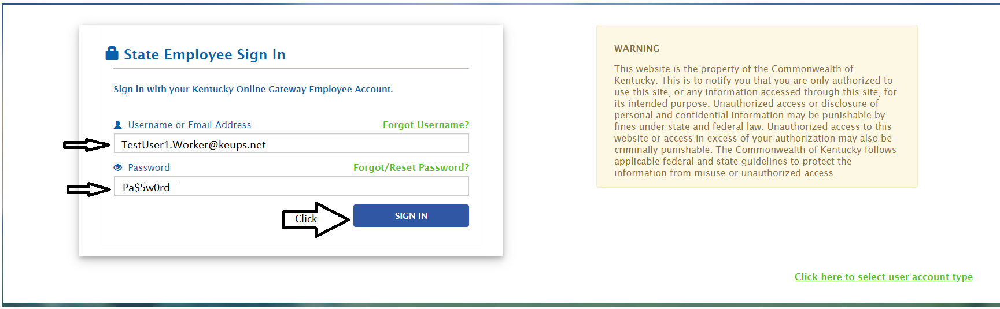 State Employee Sign In
Sign in with your Kentucky Online Gateway Employee Account.
Username or Email Address
Forgot Username?
TestUser1.Worker@keups.net
Password
Forgot/Reset Password?
Pa$5w0rd
Click
SIGN IN
WARNING
This website is the property of the Commonwealth of
Kentucky. This is to notify you that you are only authorized to
use this site, or any information accessed through this site, for
its intended purpose. Unauthorized access or disclosure of
personal and confidential information may be punishable by
fines under state and federal law. Unauthorized access to this
website or access in excess of your authorization may also be
criminally punishable. The Commonwealth of Kentucky follows
applicable federal and state guidelines to protect the
information from misuse or unauthorized access.
Click here to select user account type